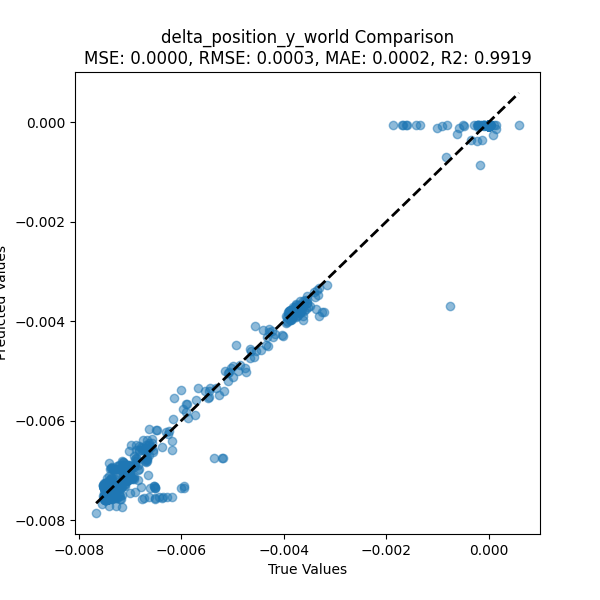 delta_position_y_world Comparison
MSE: 0.0000, RMSE: 0.0003, MAE: 0.0002, R2: 0.9919
0.000
−0.002
−0.004
−0.006
−0.008
Predicted Values
−0.008 −0.006 −0.004 −0.002 0.000
True Values